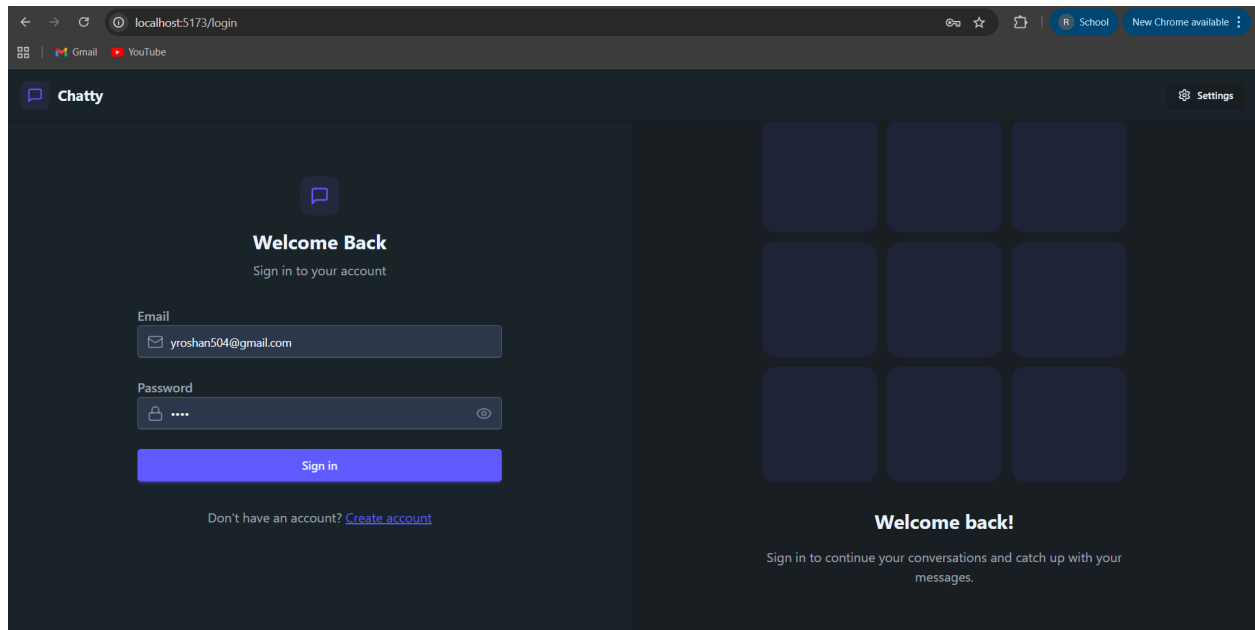 localhost:5173/login
R School
New Chrome available
Gmail
YouTube
Chatty
Settings
Welcome Back
Sign in to your account
Email
yroshan504@gmail.com
Password
••••
Sign in
Don't have an account? Create account
Welcome back!
Sign in to continue your conversations and catch up with your
messages.